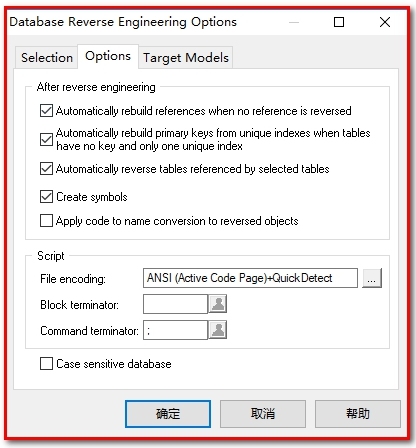 Database Reverse Engineering Options
Selection Options Target Models
After reverse engineering
Automatically rebuild references when no reference is reversed
Automatically rebuild primary keys from unique indexes when tables
have no key and only one unique index
Automatically reverse tables referenced by selected tables
Create symbols
Apply code to name conversion to reversed objects
Script
File encoding: ANSI (Active Code Page)+QuickDetect ...
Block terminator:
Command terminator: ;
Case sensitive database
确定 取消 帮助